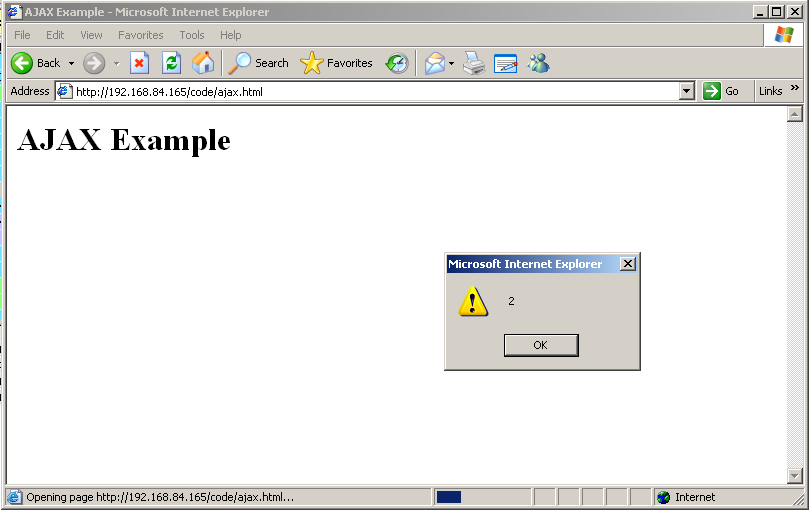 AJAX Example - Microsoft Internet Explorer
File Edit View Favorites Tools Help
Back Search Favorites
Address http://192.168.84.165/code/ajax.html Go Links »
AJAX Example
Microsoft Internet Explorer
2
OK
Opening page http://192.168.84.165/code/ajax.html... Internet